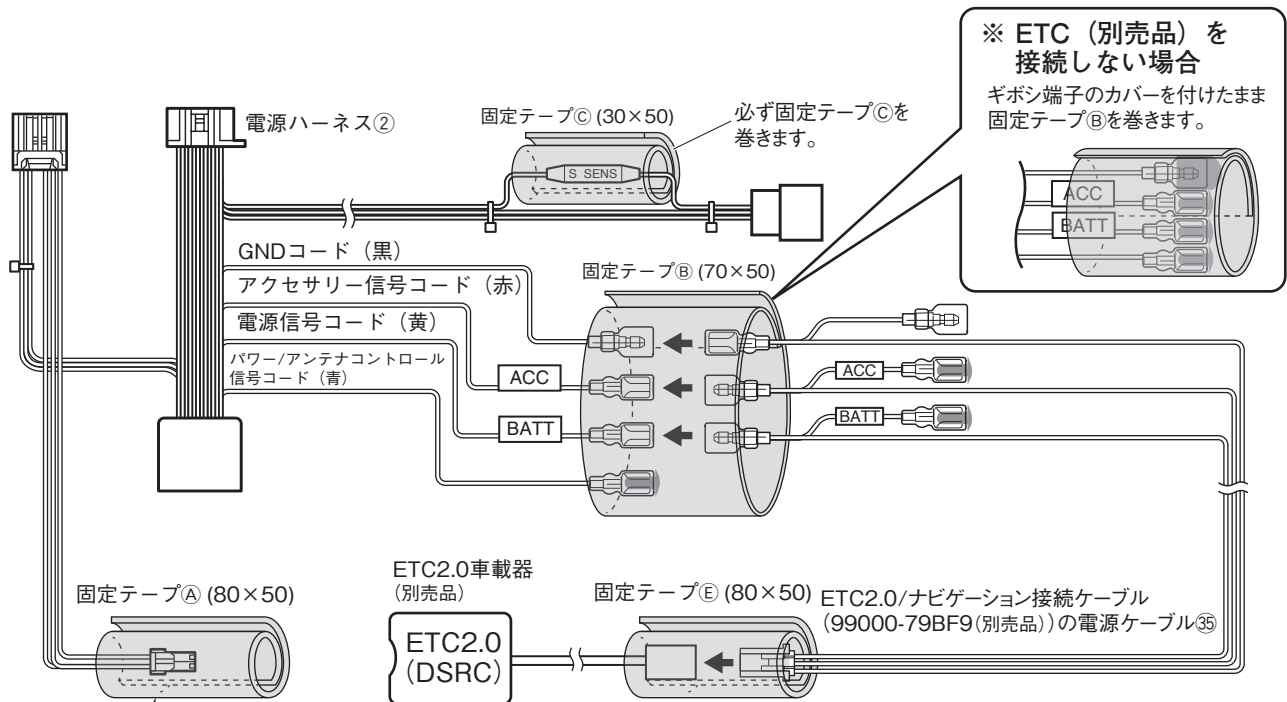 ※ ETC（別売品）を
接続しない場合
ギボシ端子のカバーを付けたまま
固定テープⒷを巻きます。
ACC
BATT
電源ハーネス②
固定テープⒸ (30×50)
必ず固定テープⒸを
巻きます。
S SENS
GNDコード（黒）
アクセサリー信号コード（赤）
電源信号コード（黄）
パワー/アンテナコントロール
信号コード（青）
固定テープⒷ (70×50)
ACC
BATT
ACC
BATT
固定テープⒶ (80×50)
ETC2.0車載器
（別売品）
ETC2.0
(DSRC)
固定テープⒺ (80×50)
ETC2.0/ナビゲーション接続ケーブル
（99000-79BF9（別売品））の電源ケーブル㉟